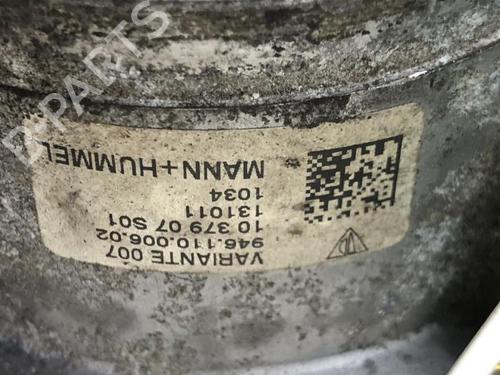 VARIANTE 007
946.110.006.02
10 379 07 S01
131011
1034
MANN+HUMMEL
D-PARTS